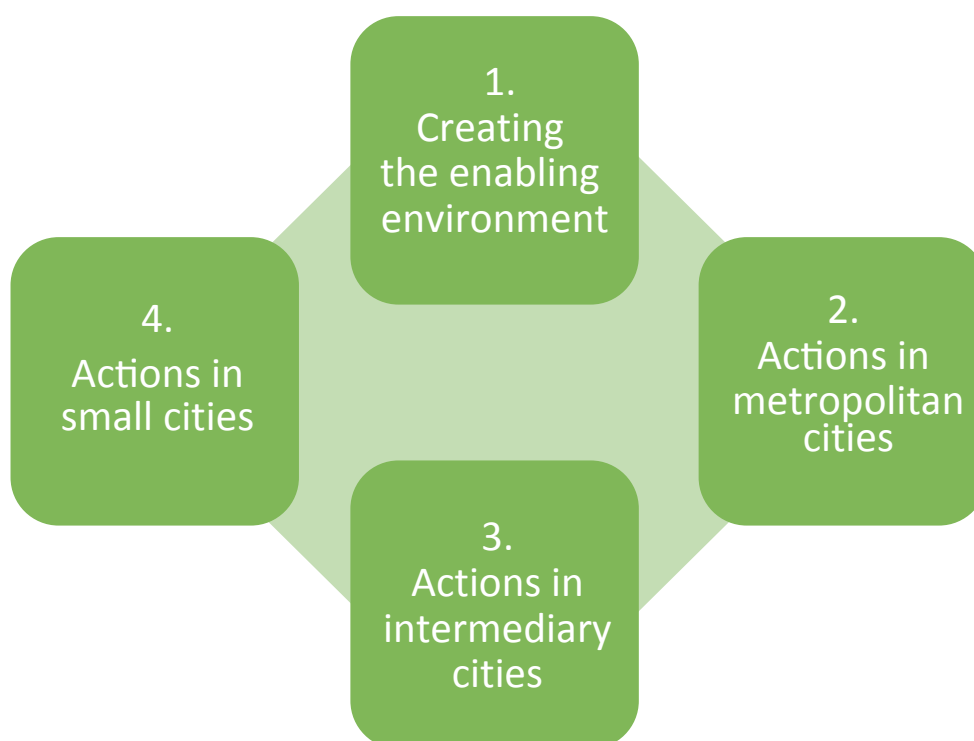 1.
Creating
the enabling
environment
2.
Actions in
metropolitan
cities
3.
Actions in
intermediary
cities
4.
Actions in
small cities